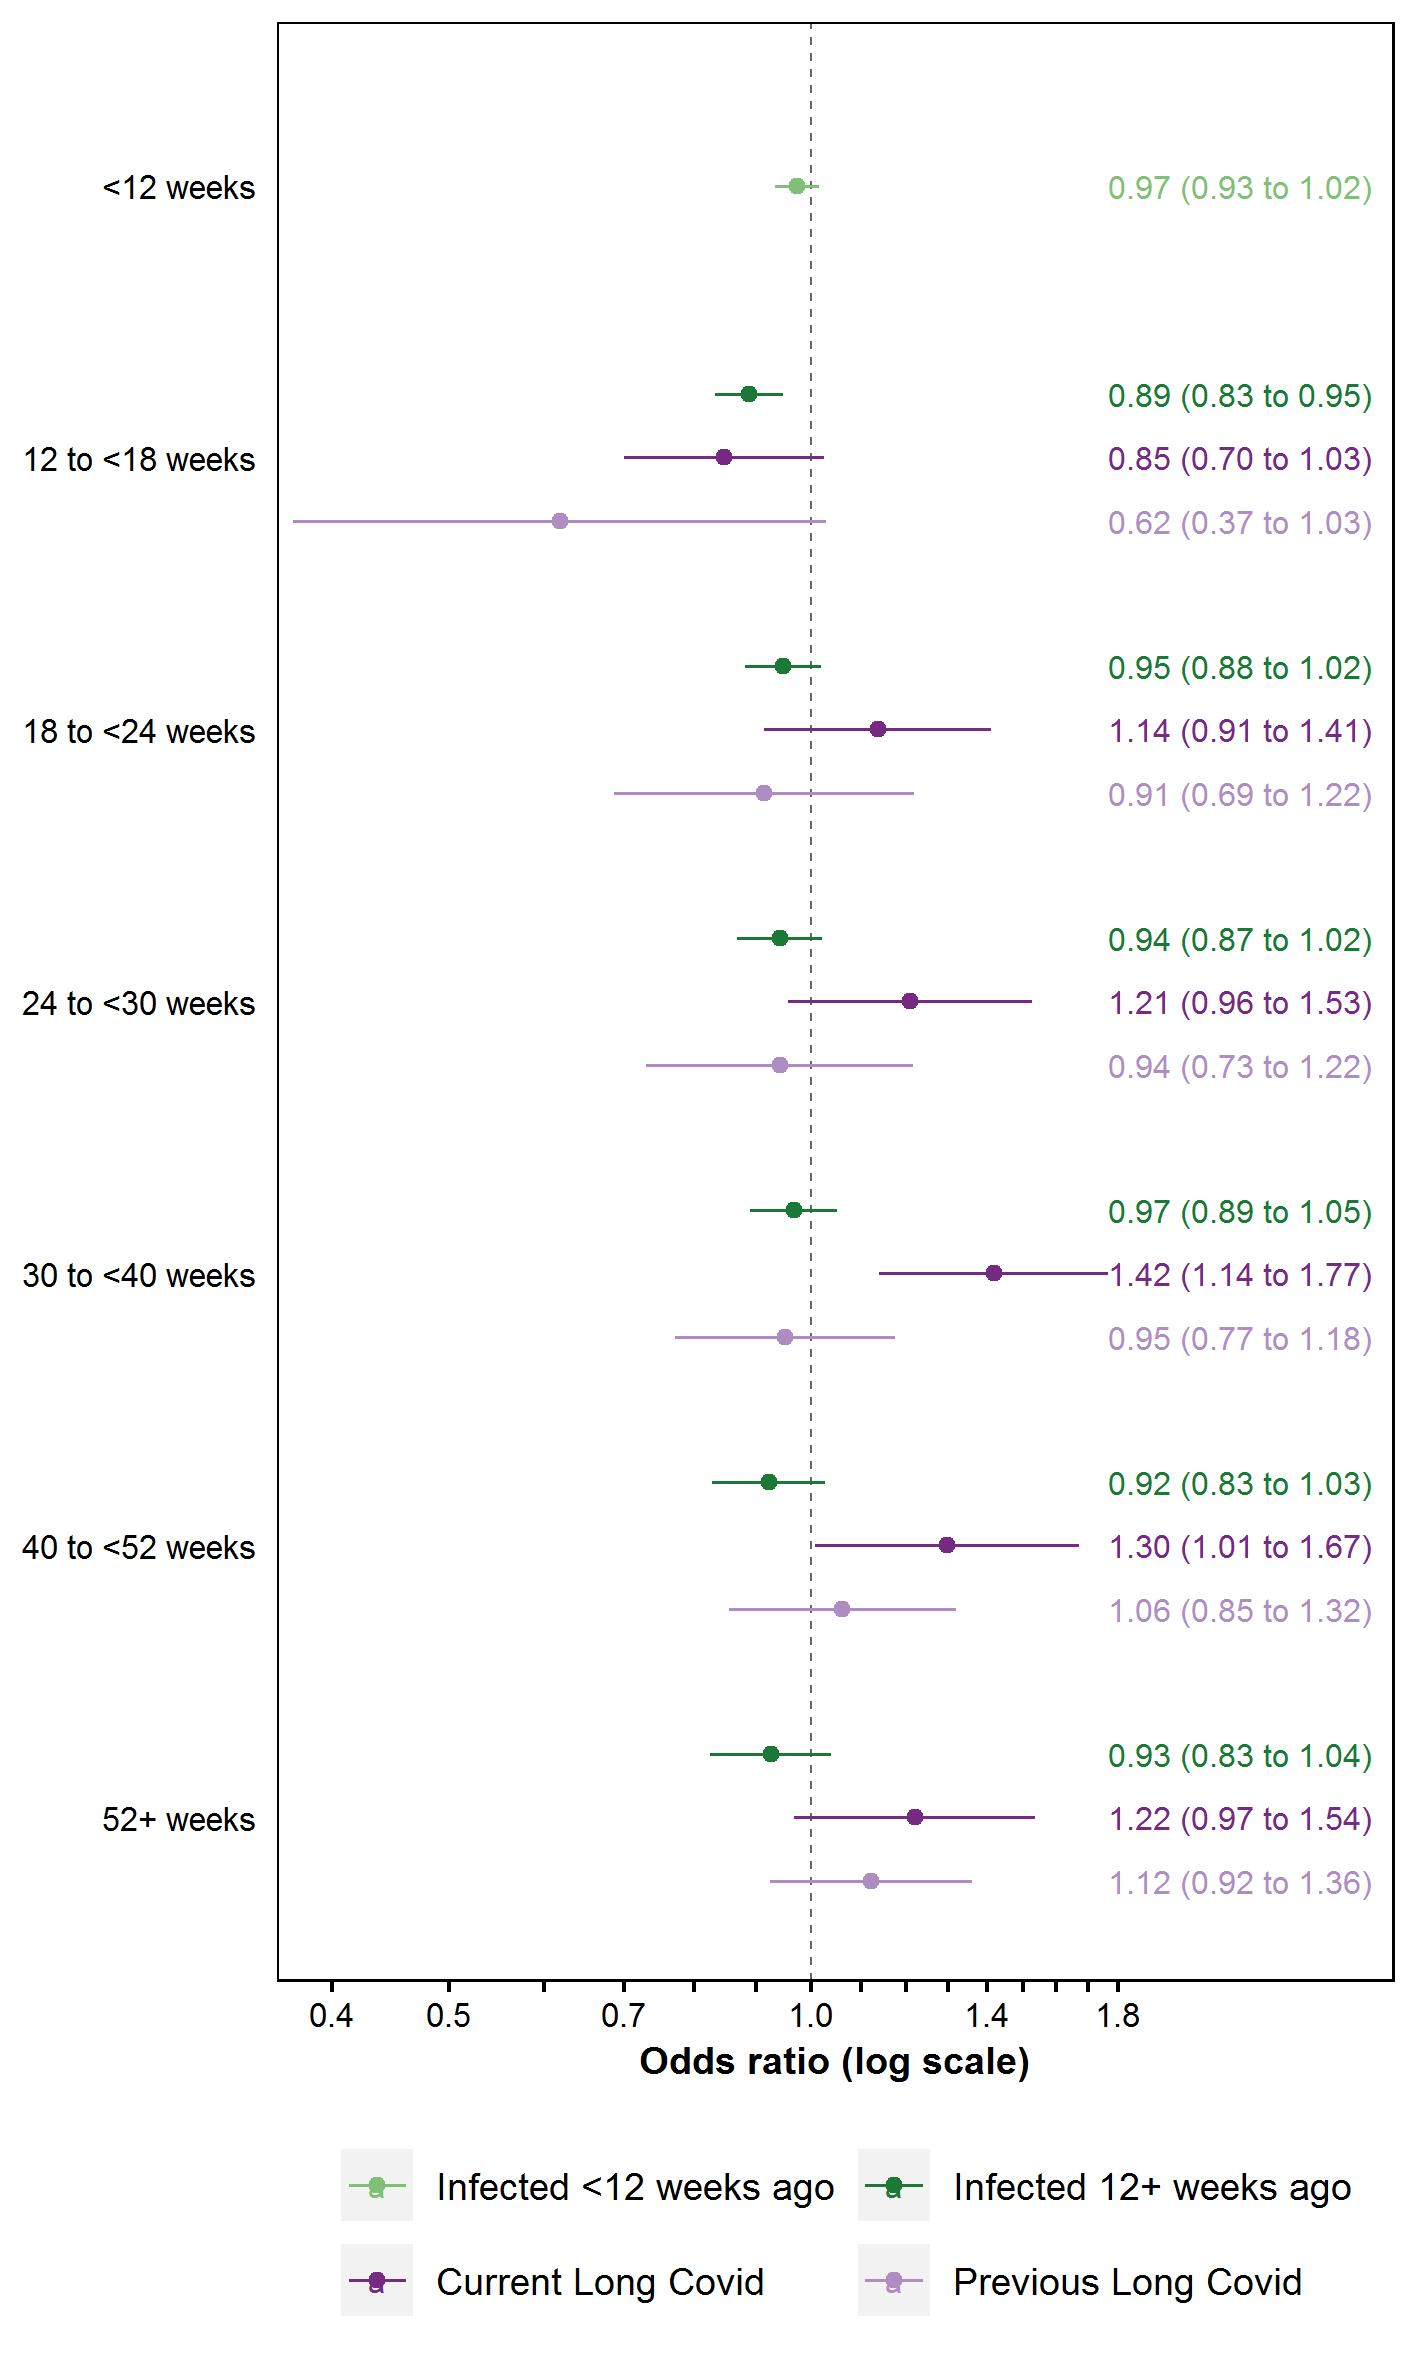 <12 weeks
0.97 (0.93 to 1.02)
0.89 (0.83 to 0.95)
12 to <18 weeks
0.85 (0.70 to 1.03)
0.62 (0.37 to 1.03)
0.95 (0.88 to 1.02)
18 to <24 weeks
1.14 (0.91 to 1.41)
0.91 (0.69 to 1.22)
0.94 (0.87 to 1.02)
24 to <30 weeks
1.21 (0.96 to 1.53)
0.94 (0.73 to 1.22)
0.97 (0.89 to 1.05)
30 to <40 weeks
1.42 (1.14 to 1.77)
0.95 (0.77 to 1.18)
0.92 (0.83 to 1.03)
40 to <52 weeks
1.30 (1.01 to 1.67)
1.06 (0.85 to 1.32)
0.93 (0.83 to 1.04)
52+ weeks
1.22 (0.97 to 1.54)
1.12 (0.92 to 1.36)
0.4 0.5 0.7 1.0 1.4 1.8
Odds ratio (log scale)
a Infected <12 weeks ago
a Infected 12+ weeks ago
a Current Long Covid
a Previous Long Covid